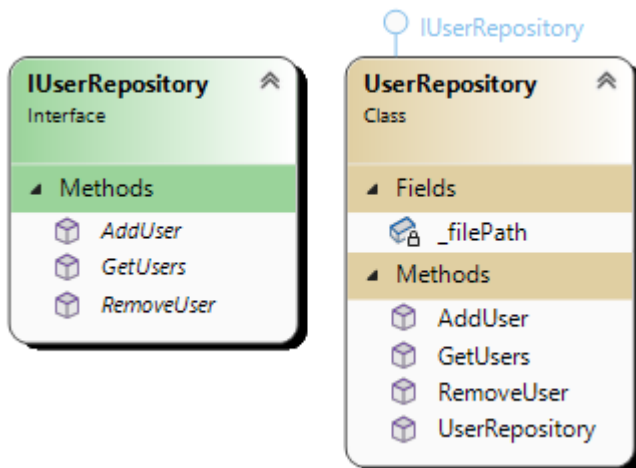 IUserRepository
Interface
Methods
AddUser
GetUsers
RemoveUser
IUserRepository
UserRepository
Class
Fields
_filePath
Methods
AddUser
GetUsers
RemoveUser
UserRepository